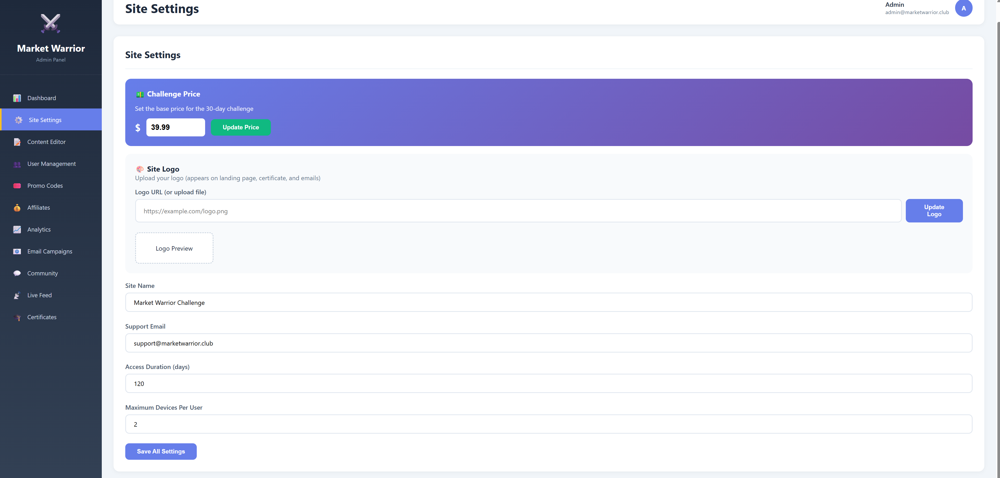 Market Warrior
Admin Panel
Dashboard
Site Settings
Content Editor
User Management
Promo Codes
Affiliates
Analytics
Email Campaigns
Community
Live Feed
Certificates
Site Settings
Admin
admin@marketwarrior.club
A
Site Settings
Challenge Price
Set the base price for the 30-day challenge
$ 39.99 Update Price
Site Logo
Upload your logo (appears on landing page, certificate, and emails)
Logo URL (or upload file)
https://example.com/logo.png
Update
Logo
Logo Preview
Site Name
Market Warrior Challenge
Support Email
support@marketwarrior.club
Access Duration (days)
120
Maximum Devices Per User
2
Save All Settings